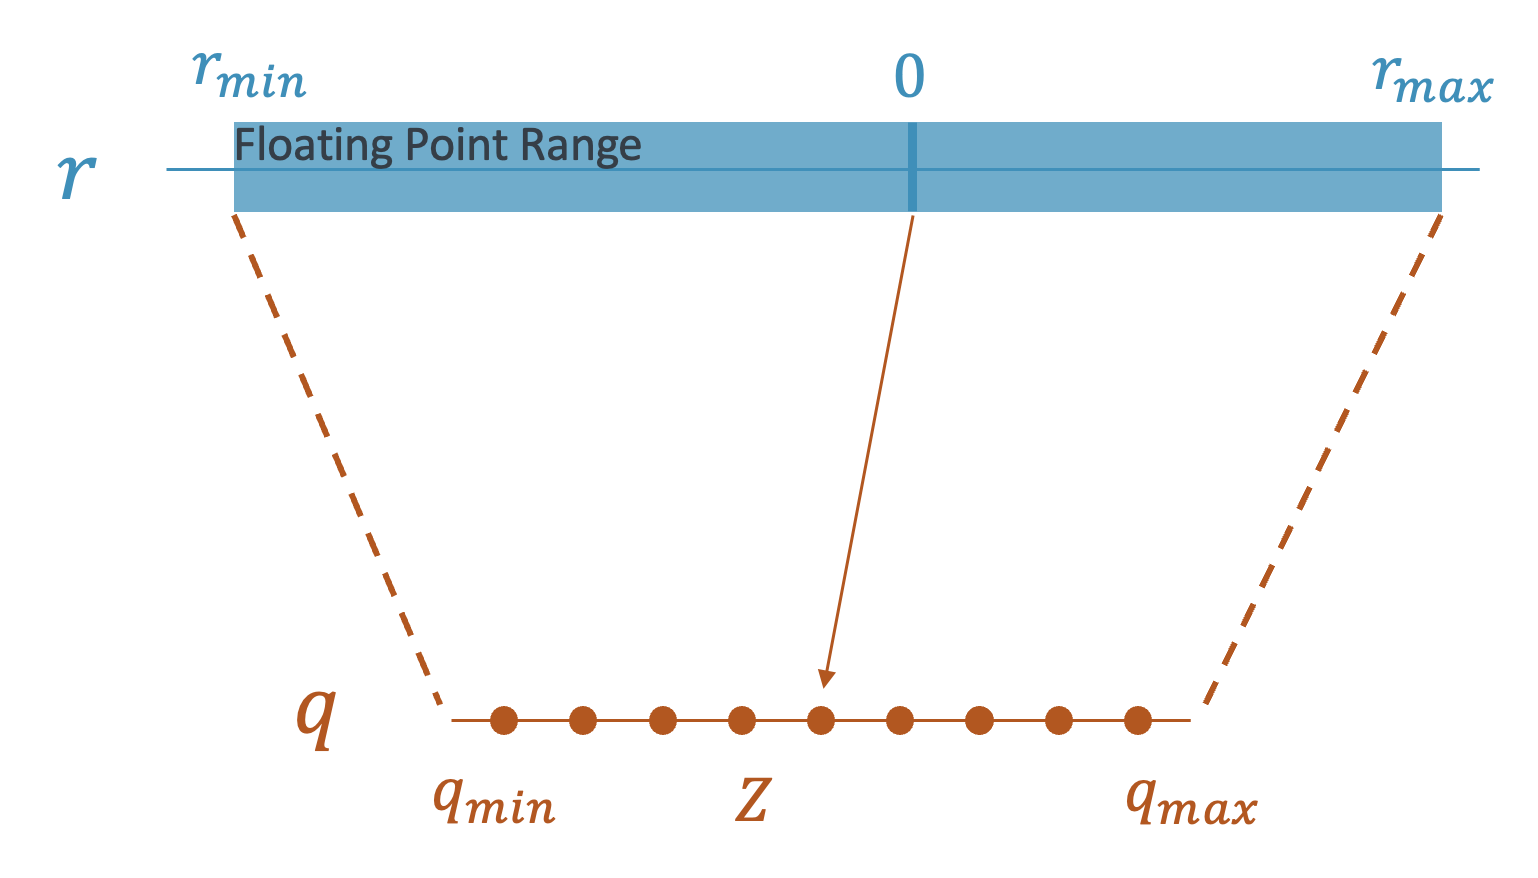 r_min 0 r_max
Floating Point Range
r
q
q_min Z q_max